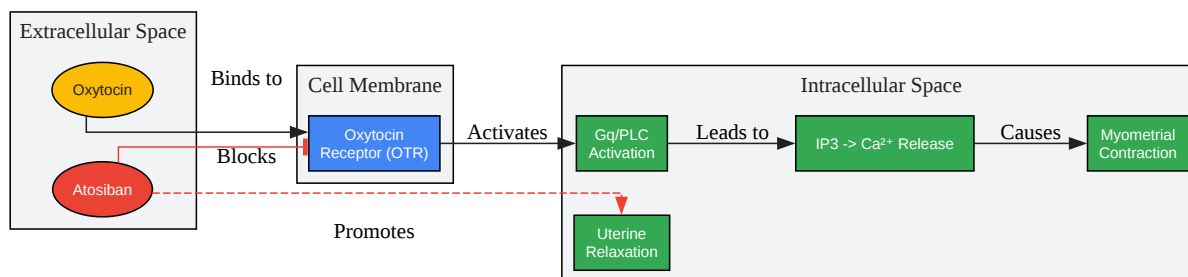 Extracellular Space
Oxytocin
Atosiban
Binds to
Blocks
Promotes
Cell Membrane
Oxytocin
Receptor (OTR)
Activates
Intracellular Space
Gq/PLC
Activation
Leads to
IP3 -> Ca²⁺ Release
Causes
Myometrial
Contraction
Uterine
Relaxation